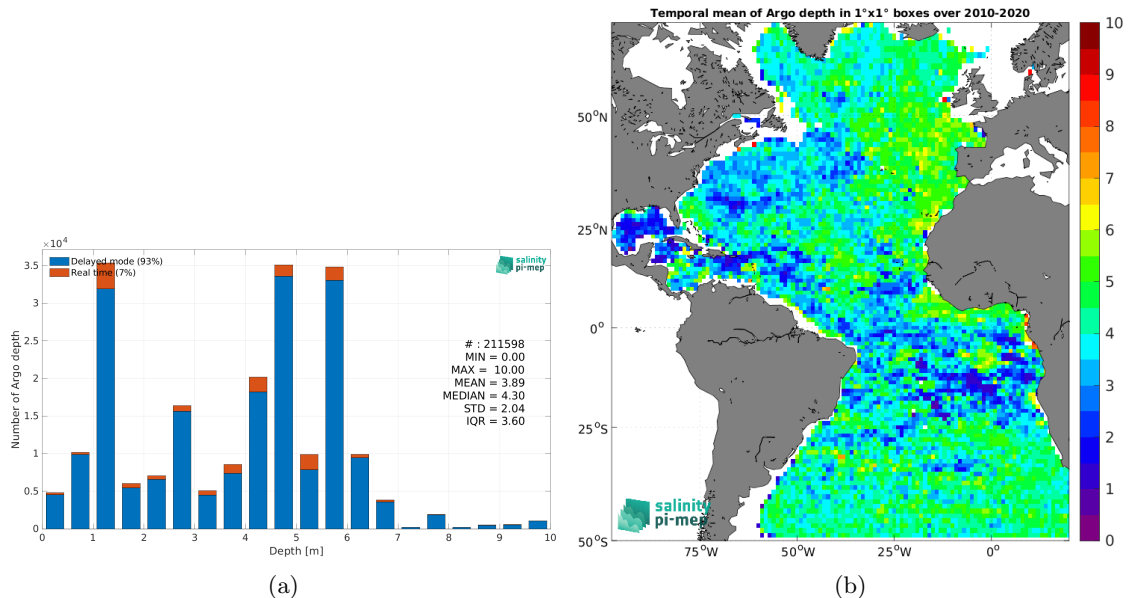 Temporal mean of Argo depth in 1°x1° boxes over 2010-2020
×10⁴
Delayed mode (93%)
Real time (7%)
salinity
pi-mep
# : 211598
MIN = 0.00
MAX = 10.00
MEAN = 3.89
MEDIAN = 4.30
STD = 2.04
IQR = 3.60
Number of Argo depth
3.5
3
2.5
2
1.5
1
0.5
0
0 1 2 3 4 5 6 7 8 9 10
Depth [m]
(a)
50°N
25°N
0°
25°S
50°S
75°W 50°W 25°W 0°
salinity
pi-mep
10
9
8
7
6
5
4
3
2
1
0
(b)